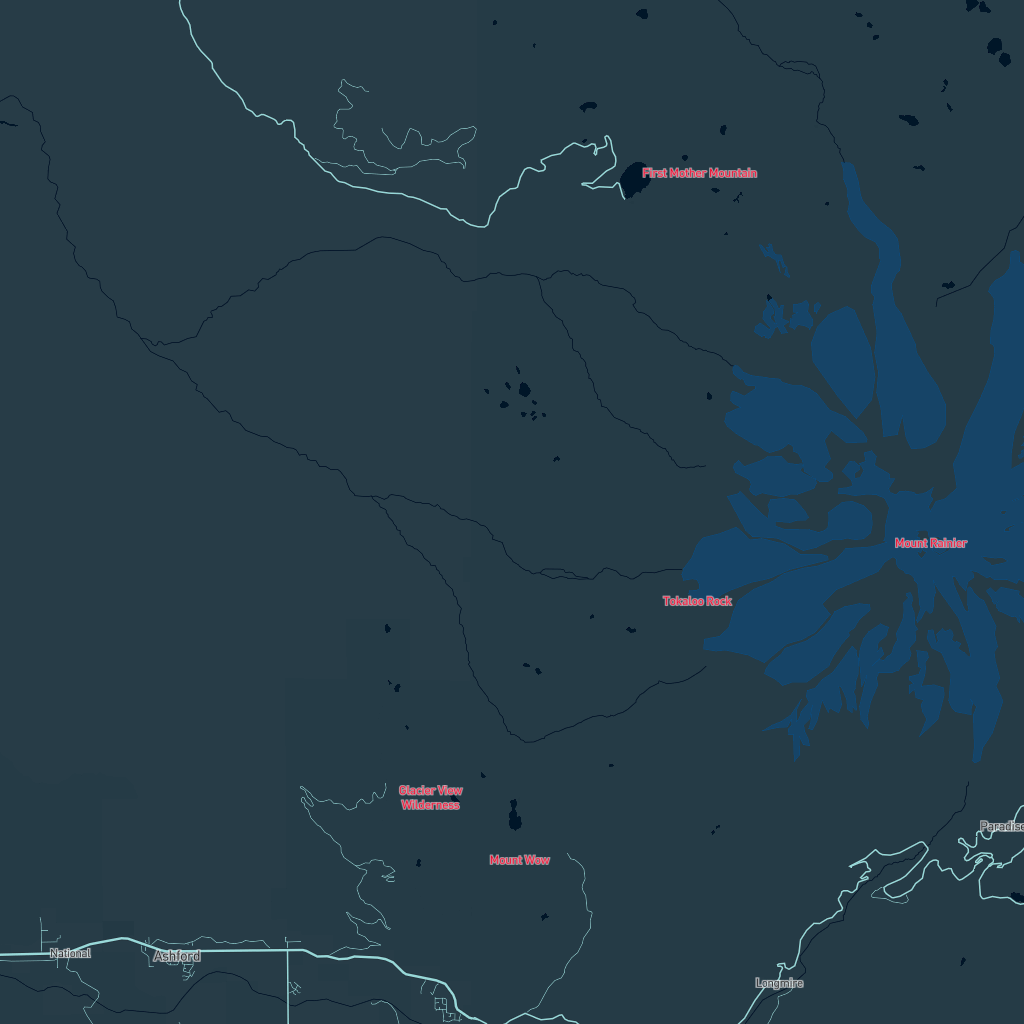 First Mother Mountain
Mount Rainier
Tokaloo Rock
Glacier View
Wilderness
Paradise
Mount Wow
National
Ashford
Longmire